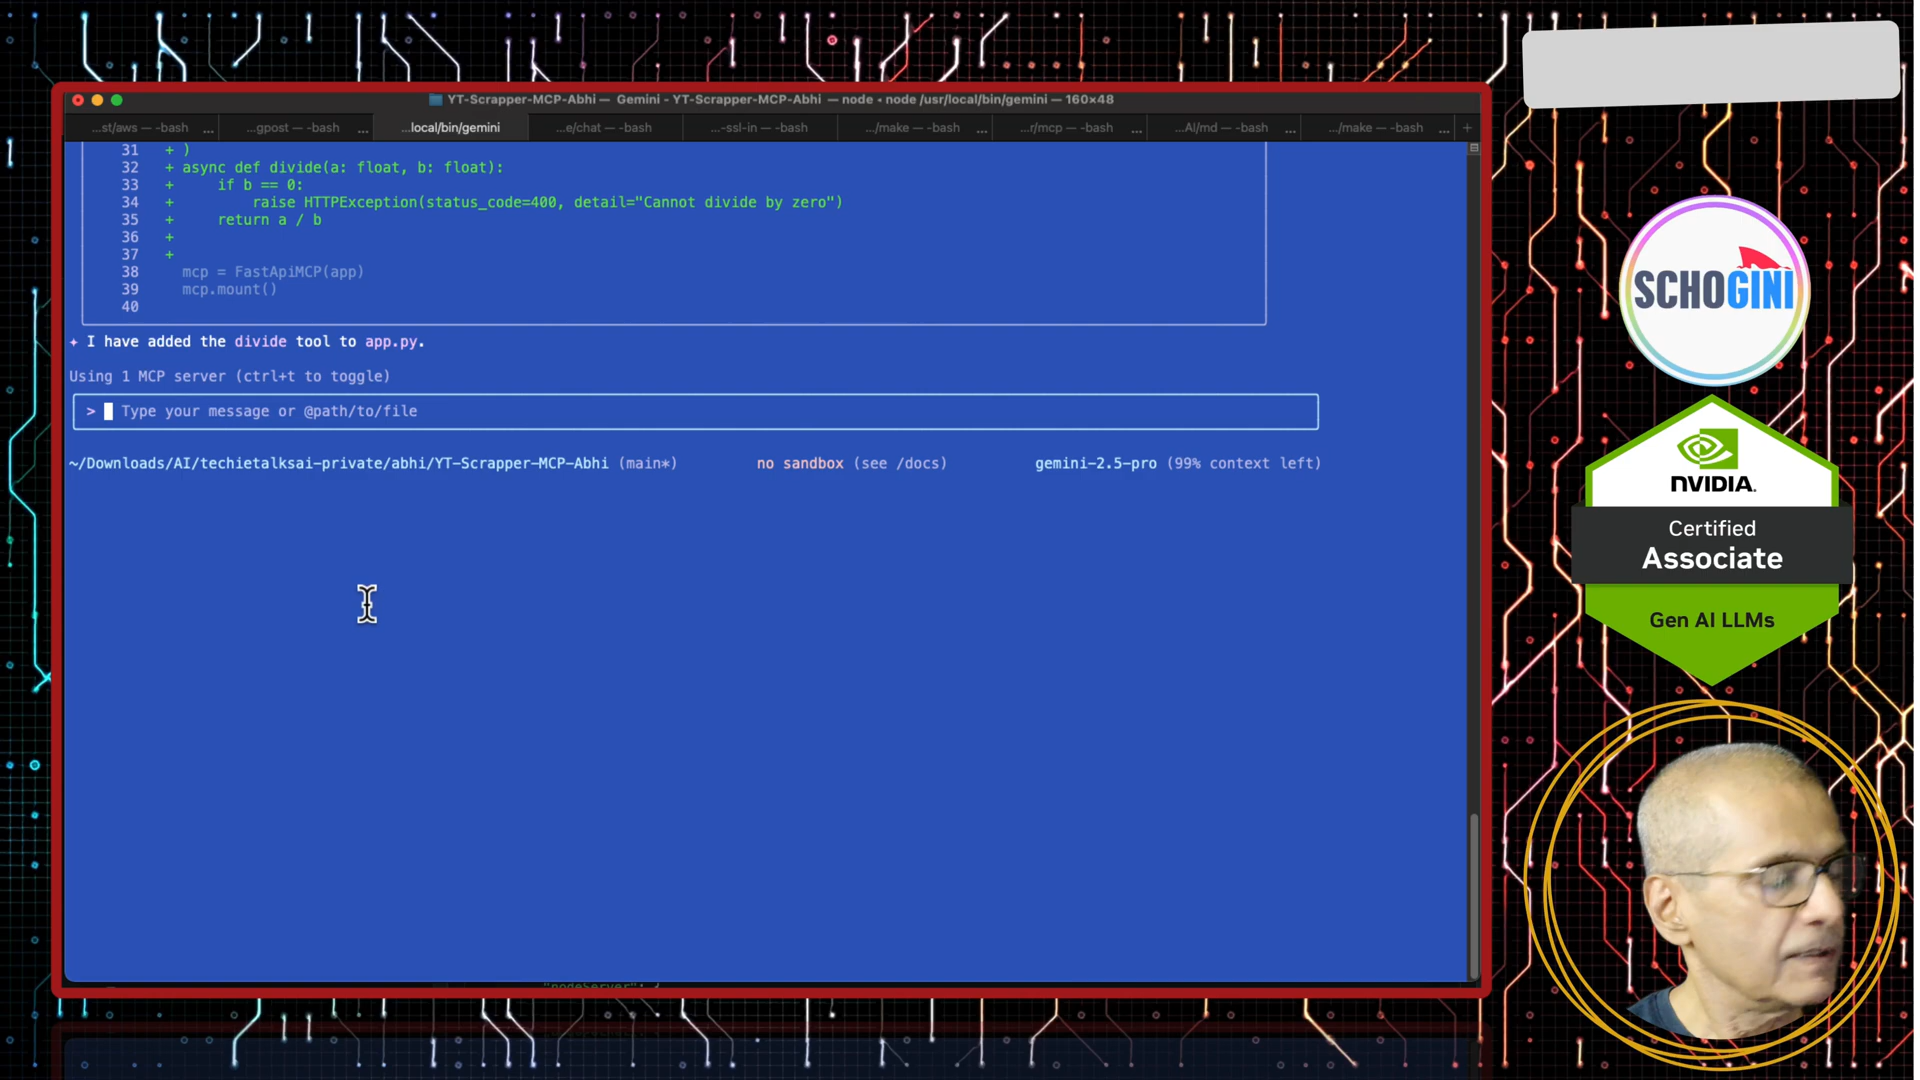 YT-Scrapper-MCP-Abhi — Gemini - YT-Scrapper-MCP-Abhi — node • node /usr/local/bin/gemini — 160×48
...st/aws — -bash ...
...gpost — -bash ...
...local/bin/gemini
...e/chat — -bash
...-ssl-in — -bash
.../make — -bash ...
...r/mcp — -bash ...
...AI/md — -bash ...
.../make — -bash ...
+
31 + )
32 + async def divide(a: float, b: float):
33 + if b == 0:
34 + raise HTTPException(status_code=400, detail="Cannot divide by zero")
35 + return a / b
36 +
37 +
38 mcp = FastApiMCP(app)
39 mcp.mount()
40
✦ I have added the divide tool to app.py.
Using 1 MCP server (ctrl+t to toggle)
> Type your message or @path/to/file
~/Downloads/AI/techietalksai-private/abhi/YT-Scrapper-MCP-Abhi (main*) no sandbox (see /docs) gemini-2.5-pro (99% context left)
"nodeServer": {
SCHOGINI
NVIDIA.
Certified
Associate
Gen AI LLMs